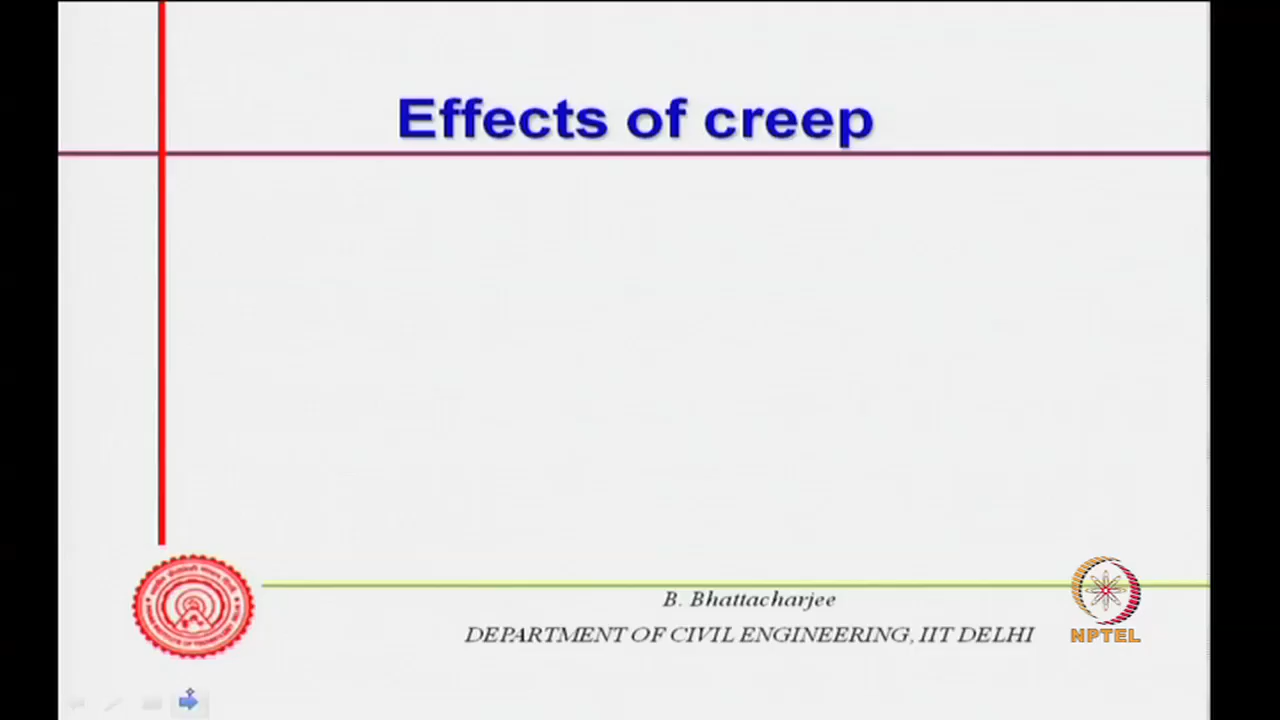 Effects of creep
B. Bhattacharjee
DEPARTMENT OF CIVIL ENGINEERING, IIT DELHI
NPTEL